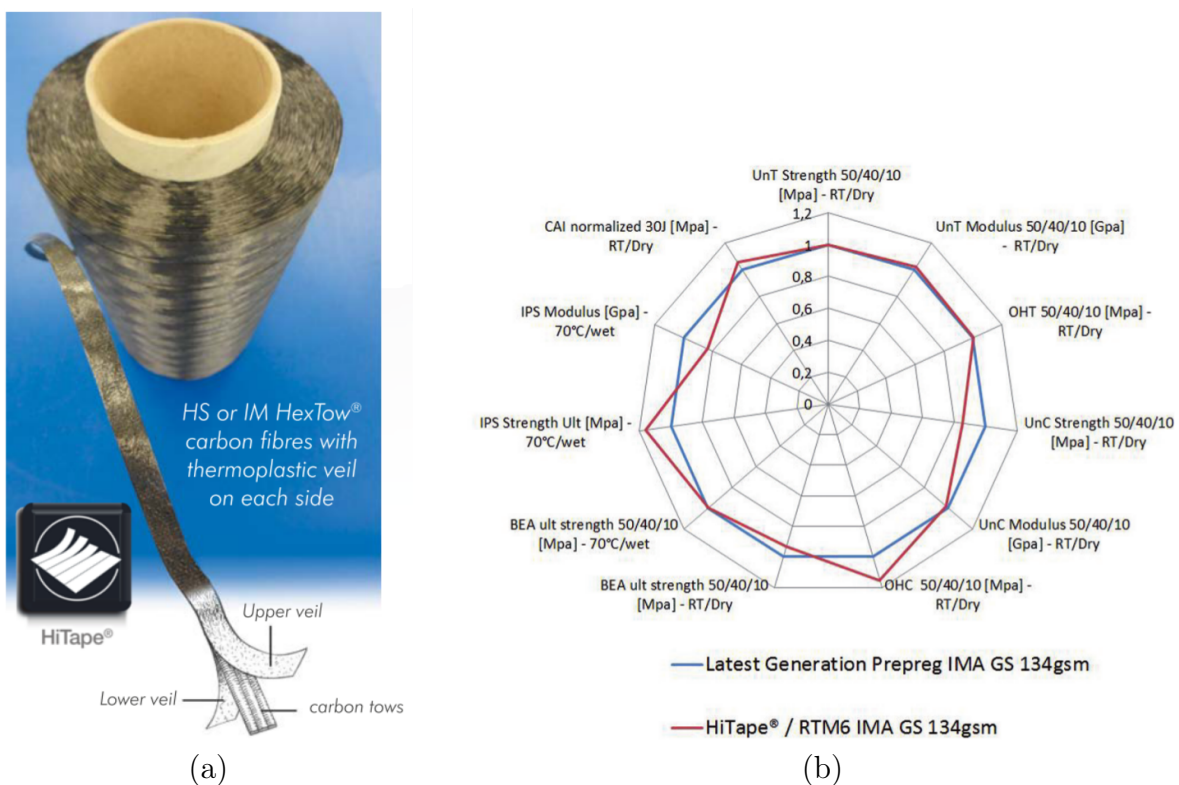 HS or IM HexTow®
carbon fibres with
thermoplastic veil
on each side
HiTape®
Upper veil
Lower veil
carbon tows
(a)
UnT Strength 50/40/10
[Mpa] - RT/Dry
UnT Modulus 50/40/10 [Gpa]
- RT/Dry
OHT 50/40/10 [Mpa] -
RT/Dry
UnC Strength 50/40/10
[Mpa] - RT/Dry
UnC Modulus 50/40/10
[Gpa] - RT/Dry
OHC 50/40/10 [Mpa] -
RT/Dry
BEA ult strength 50/40/10
[Mpa] - RT/Dry
BEA ult strength 50/40/10
[Mpa] - 70°C/wet
IPS Strength Ult [Mpa] -
70°C/wet
IPS Modulus [Gpa] -
70°C/wet
CAI normalized 30J [Mpa] -
RT/Dry
1,2
1
0,8
0,6
0,4
0,2
0
Latest Generation Prepreg IMA GS 134gsm
HiTape® / RTM6 IMA GS 134gsm
(b)